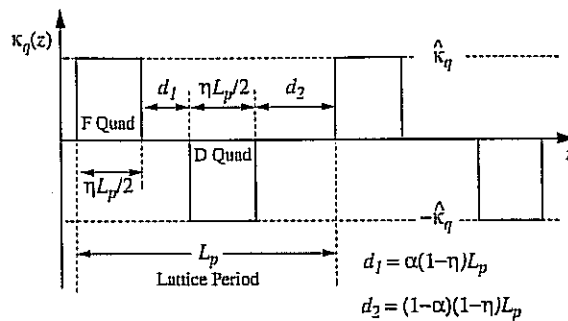 κ_q(z)
κ̂_q
d_1 ηL_p/2 d_2
F Quad
D Quad
z
ηL_p/2
-κ̂_q
L_p
Lattice Period
d_1 = α(1–η)L_p
d_2 = (1–α)(1–η)L_p